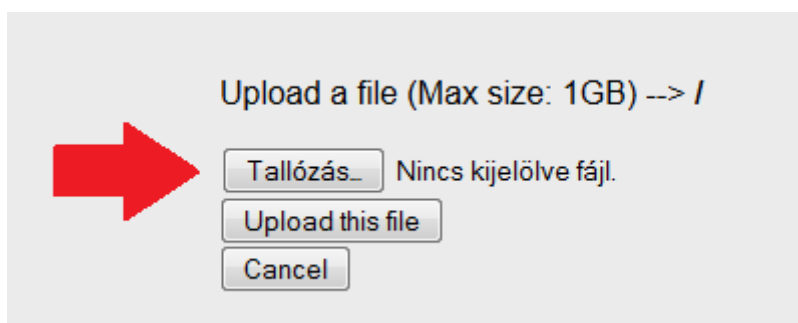 Upload a file (Max size: 1GB) --> /
Tallózás... Nincs kijelölve fájl.
Upload this file
Cancel